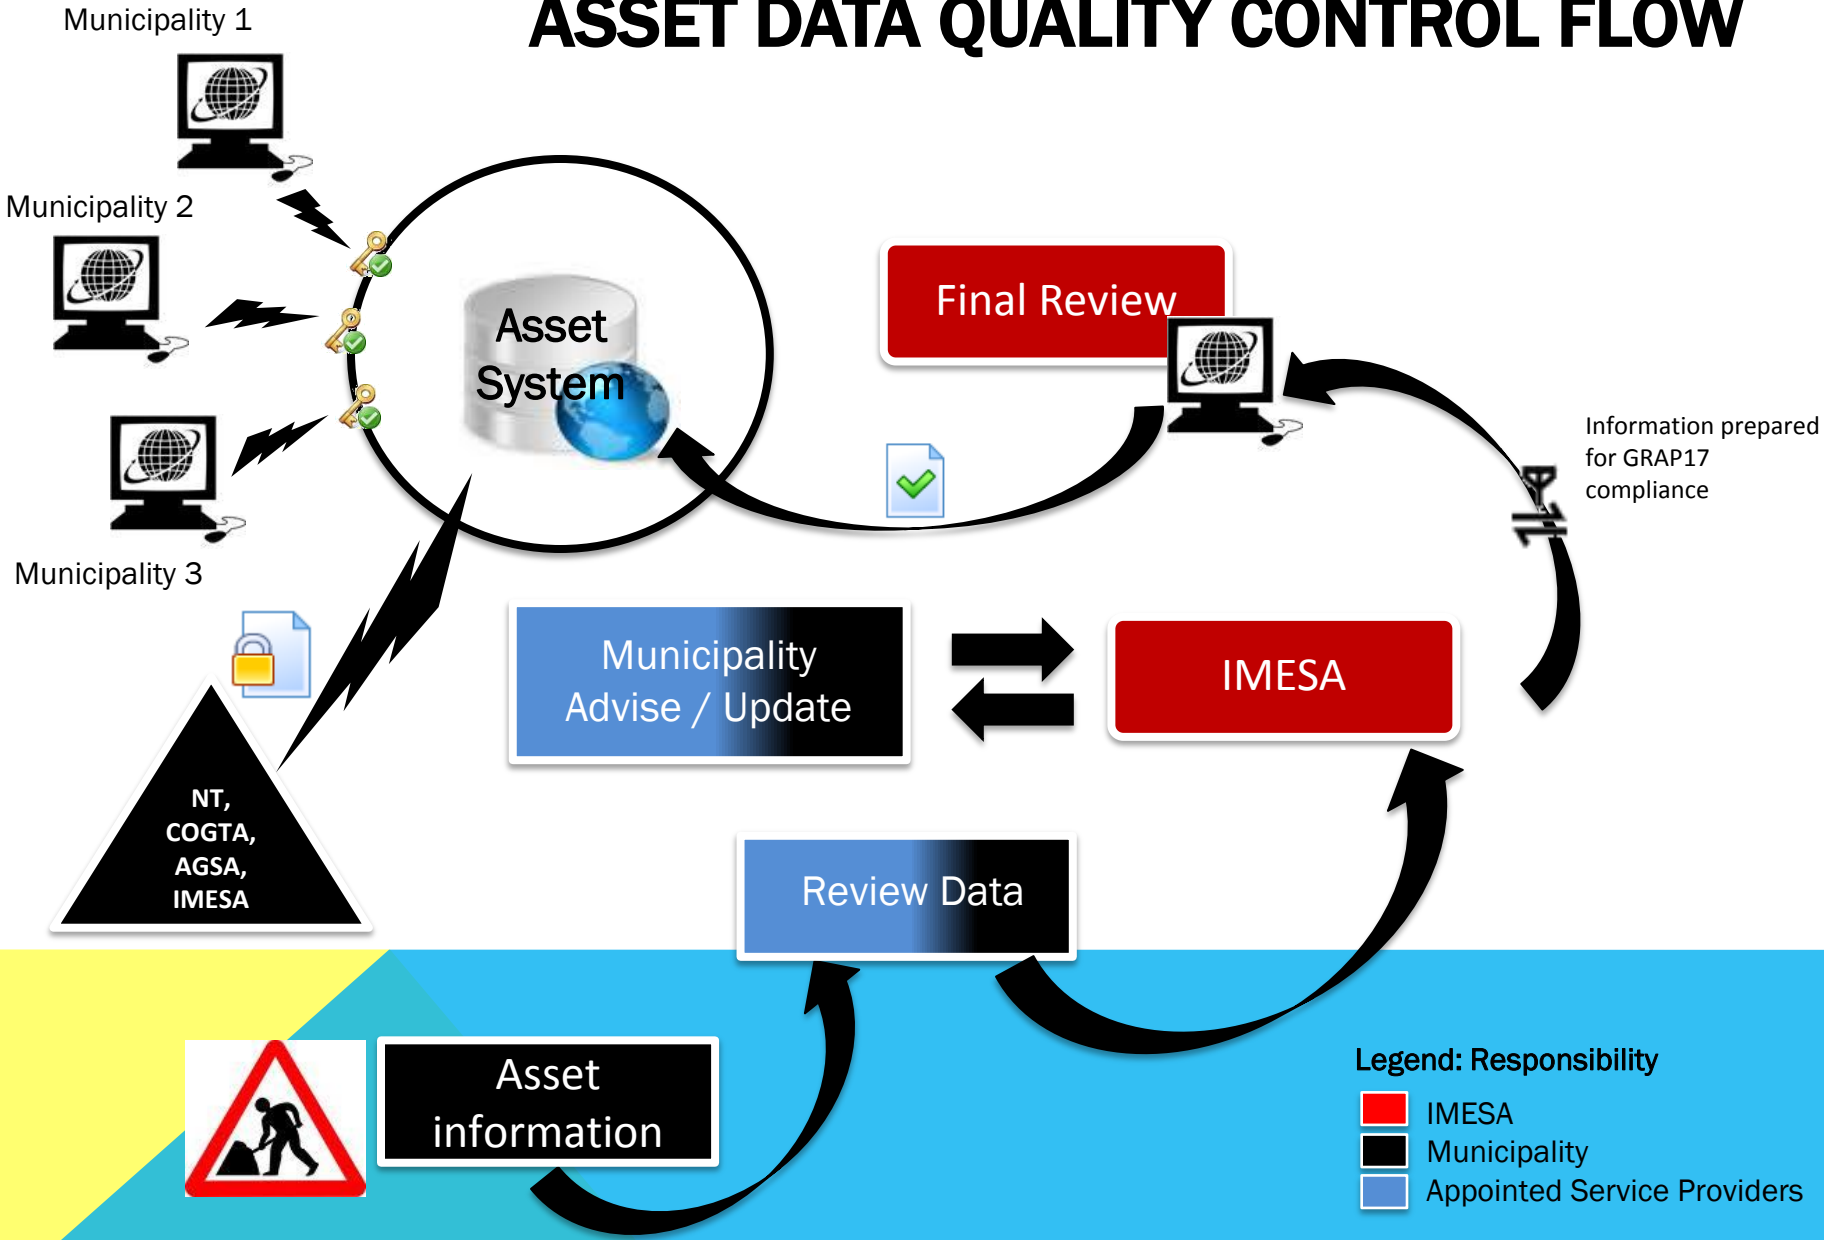 ASSET DATA QUALITY CONTROL FLOW
Municipality 1
Municipality 2
Municipality 3
Asset
System
Final Review
Information prepared
for GRAP17
compliance
Municipality
Advise / Update
IMESA
NT,
COGTA,
AGSA,
IMESA
Review Data
Asset
information
Legend: Responsibility
IMESA
Municipality
Appointed Service Providers